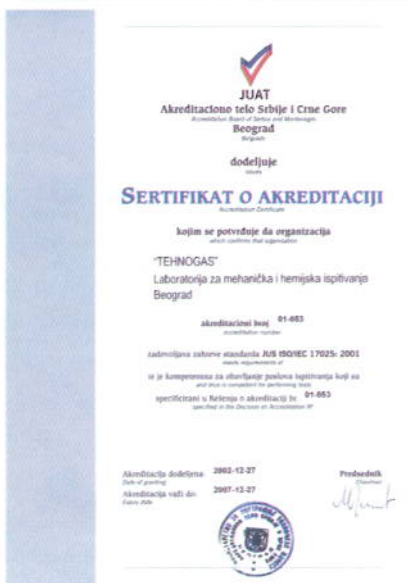 JUAT
Akreditaciono telo Srbije i Crne Gore
Accreditation Board of Serbia and Montenegro
Beograd
Belgrade
dodeljuje
issues
SERTIFIKAT O AKREDITACIJI
Accreditation Certificate
kojim se potvrđuje da organizacija
which confirms that organisation
"TEHNOGAS"
Laboratorija za mehanička i hemijska ispitivanja
Beograd
akreditacioni broj 01-053
accreditation number
zadovoljava zahteve standarda JUS ISO/IEC 17025: 2001
meets requirements of
te je kompetentna za obavljanje poslova ispitivanja koji su
and thus is competent for performing tests
specificirani u Rešenju o akreditaciji br. 01-053
specified in the Decision on Accreditation Nº
Akreditacija dodeljena: 2002-12-27
Date of granting
Akreditacija važi do: 2007-12-27
Expiry date
Predsednik
Chairman